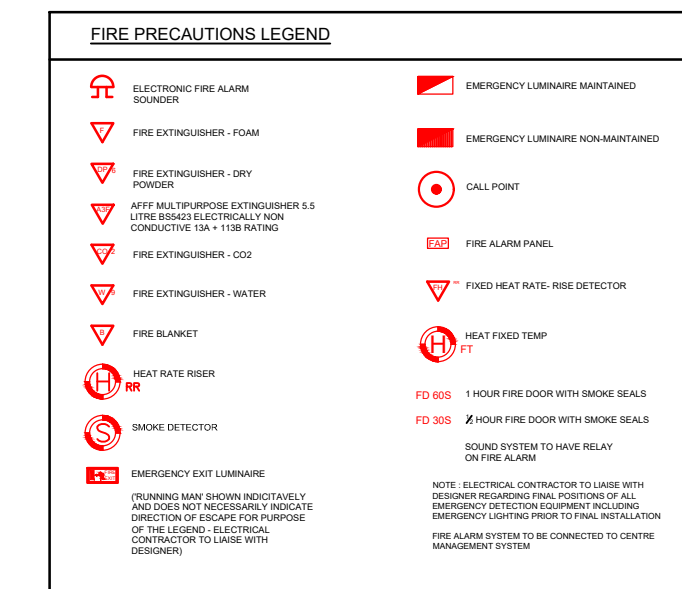 FIRE PRECAUTIONS LEGEND
ELECTRONIC FIRE ALARM
SOUNDER
F
FIRE EXTINGUISHER - FOAM
DP/6
FIRE EXTINGUISHER - DRY
POWDER
AFFF MULTIPURPOSE EXTINGUISHER 5.5
LITRE BS5423 ELECTRICALLY NON
CONDUCTIVE 13A + 113B RATING
CO/2
FIRE EXTINGUISHER - CO2
W/9
FIRE EXTINGUISHER - WATER
B
FIRE BLANKET
H
RR
HEAT RATE RISER
S
SMOKE DETECTOR
EMERGENCY EXIT LUMINAIRE
('RUNNING MAN' SHOWN INDICITAVELY
AND DOES NOT NECESSARILY INDICATE
DIRECTION OF ESCAPE FOR PURPOSE
OF THE LEGEND - ELECTRICAL
CONTRACTOR TO LIAISE WITH
DESIGNER)
EMERGENCY LUMINAIRE MAINTAINED
EMERGENCY LUMINAIRE NON-MAINTAINED
CALL POINT
FAP
FIRE ALARM PANEL
FH
RR
FIXED HEAT RATE- RISE DETECTOR
H
FT
HEAT FIXED TEMP
FD 60S 1 HOUR FIRE DOOR WITH SMOKE SEALS
FD 30S ½ HOUR FIRE DOOR WITH SMOKE SEALS
SOUND SYSTEM TO HAVE RELAY
ON FIRE ALARM
NOTE : ELECTRICAL CONTRACTOR TO LIAISE WITH
DESIGNER REGARDING FINAL POSITIONS OF ALL
EMERGENCY DETECTION EQUIPMENT INCLUDING
EMERGENCY LIGHTING PRIOR TO FINAL INSTALLATION
FIRE ALARM SYSTEM TO BE CONNECTED TO CENTRE
MANAGEMENT SYSTEM